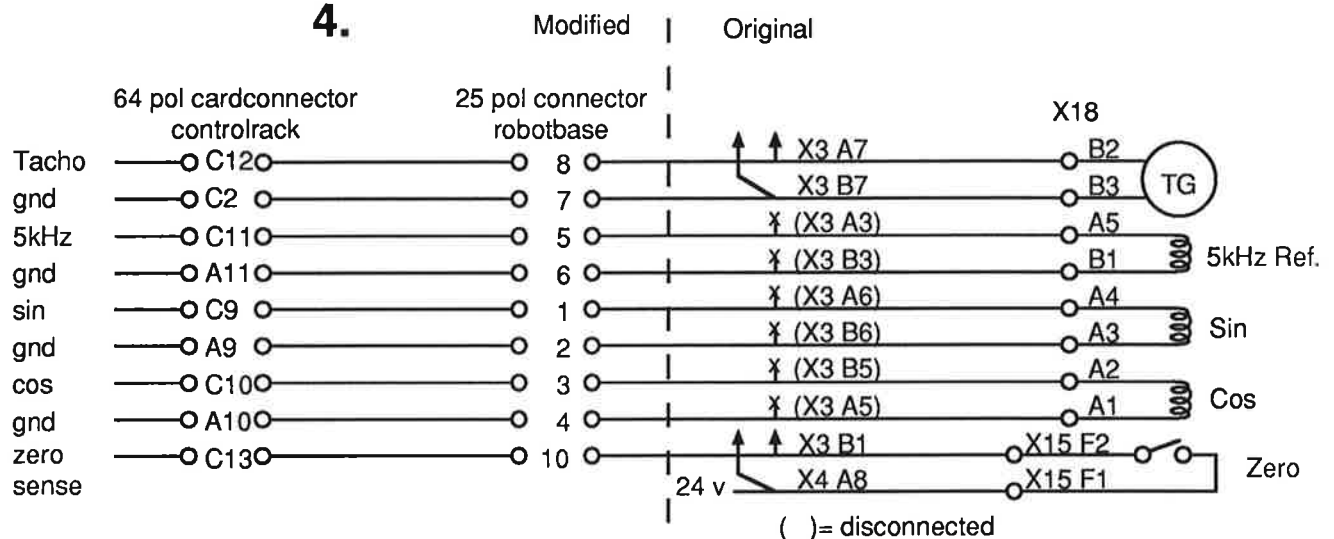 4.
Modified Original
64 pol cardconnector controlrack
25 pol connector robotbase
X18
Tacho C12 8 X3 A7 B2
gnd C2 7 X3 B7 B3
TG
5kHz C11 5 (X3 A3) A5
gnd A11 6 (X3 B3) B1
5kHz Ref.
sin C9 1 (X3 A6) A4
gnd A9 2 (X3 B6) A3
Sin
cos C10 3 (X3 B5) A2
gnd A10 4 (X3 A5) A1
Cos
zero sense C13 10 X3 B1 X15 F2
Zero
24 v X4 A8 X15 F1
( )= disconnected